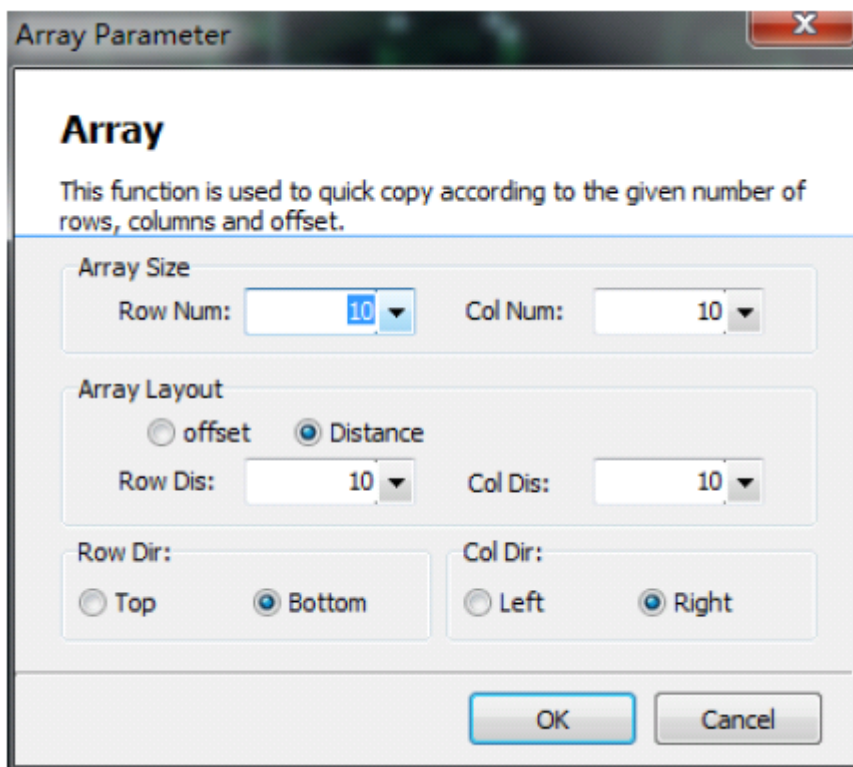 Array Parameter
Array
This function is used to quick copy according to the given number of
rows, columns and offset.
Array Size
Row Num: 10 Col Num: 10
Array Layout
offset Distance
Row Dis: 10 Col Dis: 10
Row Dir: Col Dir:
Top Bottom Left Right
OK Cancel